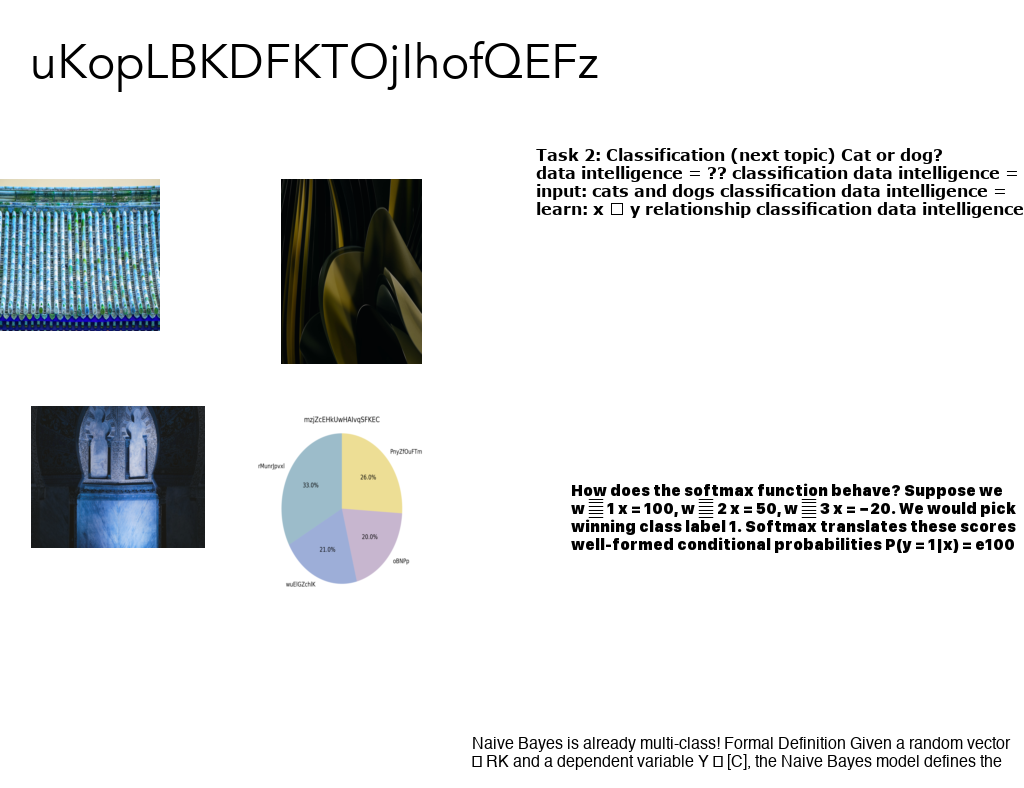 uKopLBKDFKTOjIhofQEFz
Task 2: Classification (next topic) Cat or dog?
data intelligence = ?? classification data intelligence =
input: cats and dogs classification data intelligence =
learn: x □ y relationship classification data intelligence
mzjZcEHkUwHAIvqSFKEC
PnyZfOuFTm
rMunrJpvxl
33.0%
26.0%
20.0%
21.0%
oBNPp
wuElGZchlK
How does the softmax function behave? Suppose we
w 1 x = 100, w 2 x = 50, w 3 x = −20. We would pick
winning class label 1. Softmax translates these scores
well-formed conditional probabilities P(y = 1|x) = e100
Naive Bayes is already multi-class! Formal Definition Given a random vector
□ RK and a dependent variable Y □ [C], the Naive Bayes model defines the